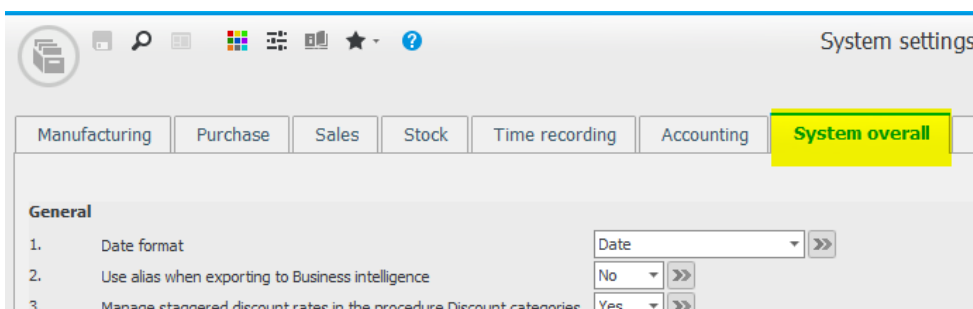 System settings
Manufacturing Purchase Sales Stock Time recording Accounting System overall
General
1. Date format Date
2. Use alias when exporting to Business intelligence No
3. Manage staggered discount rates in the procedure Discount categories Yes